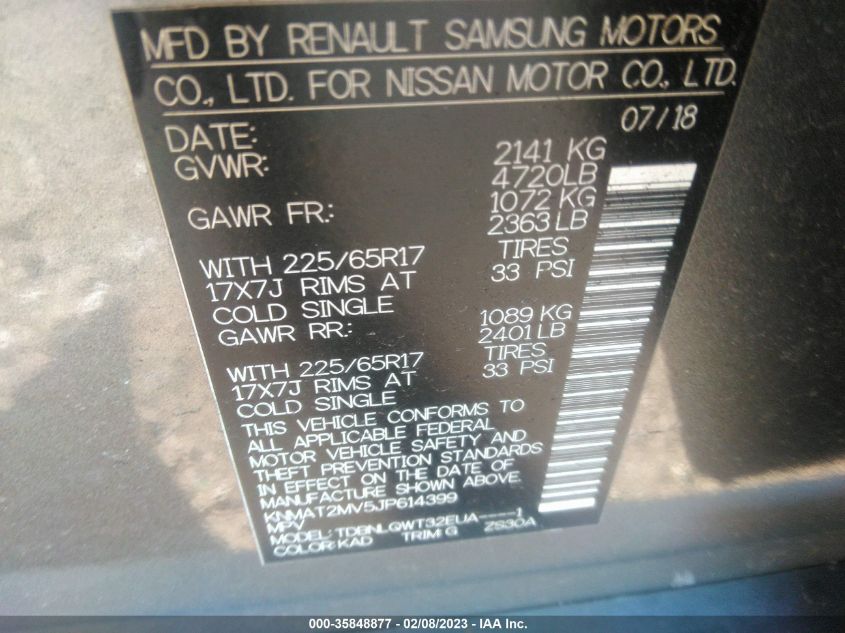 MFD BY RENAULT SAMSUNG MOTORS
CO., LTD. FOR NISSAN MOTOR CO., LTD.
DATE: 07/18
GVWR: 2141 KG
4720LB
GAWR FR.: 1072 KG
2363LB
WITH 225/65R17 TIRES
17X7J RIMS AT 33 PSI
COLD SINGLE
GAWR RR.: 1089 KG
2401LB
WITH 225/65R17 TIRES
17X7J RIMS AT 33 PSI
COLD SINGLE
THIS VEHICLE CONFORMS TO
ALL APPLICABLE FEDERAL
MOTOR VEHICLE SAFETY AND
THEFT PREVENTION STANDARDS
IN EFFECT ON THE DATE OF
MANUFACTURE SHOWN ABOVE.
KNMAT2MV5JP614399
MPV
MODEL: TDBNLQWT32EUA----1
COLOR: KAD TRIM: G ZS30A
000-35848877 - 02/08/2023 - IAA Inc.